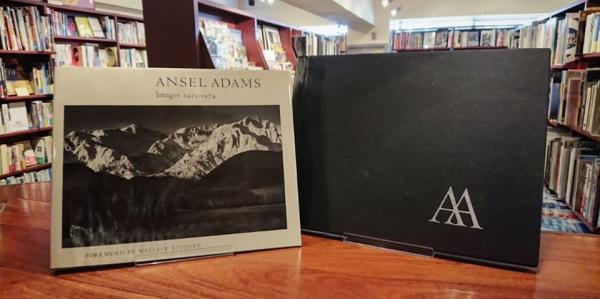 ANSEL ADAMS
Images 1923-1974
FOREWORD BY WALLACE STEGNER
AA